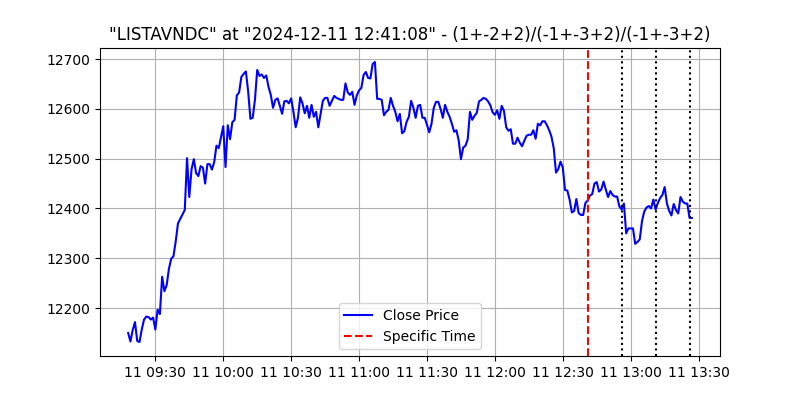 "LISTAVNDC" at "2024-12-11 12:41:08" - (1+-2+2)/(-1+-3+2)/(-1+-3+2)
12700
12600
12500
12400
12300
12200
Close Price
Specific Time
11 09:30 11 10:00 11 10:30 11 11:00 11 11:30 11 12:00 11 12:30 11 13:00 11 13:30